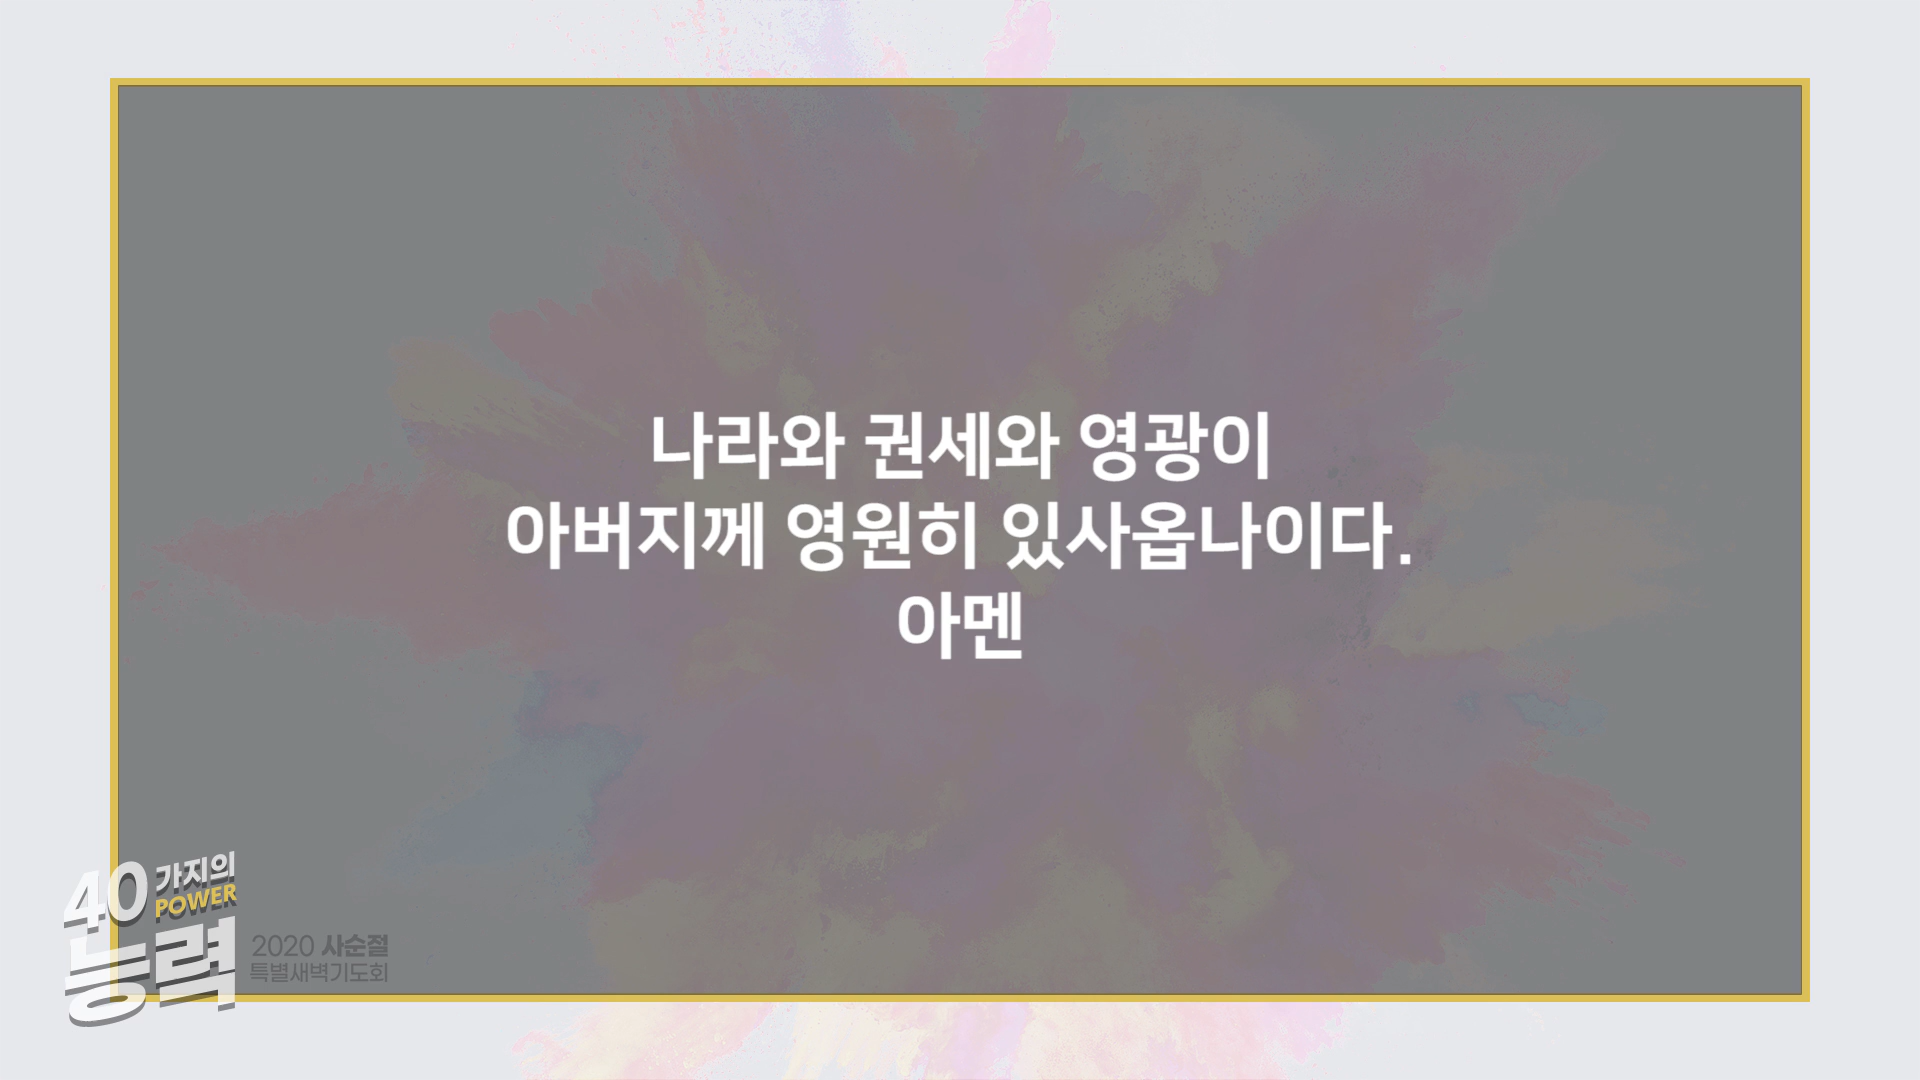 나라와 권세와 영광이
아버지께 영원히 있사옵나이다.
아멘
40 가지의
POWER
능력
2020 사순절
특별새벽기도회